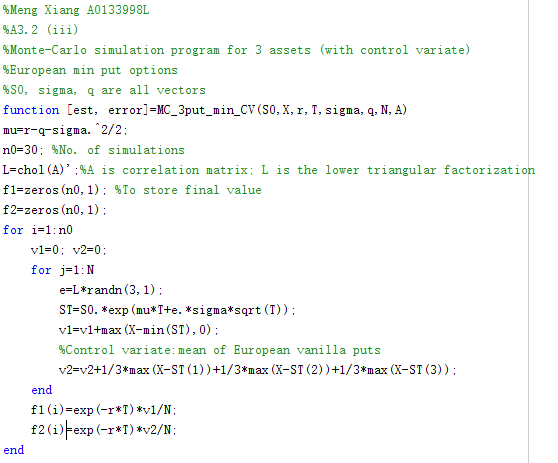 %Meng Xiang A0133998L
%A3.2 (iii)
%Monte-Carlo simulation program for 3 assets (with control variate)
%European min put options
%S0, sigma, q are all vectors
function [est, error]=MC_3put_min_CV(S0,X,r,T,sigma,q,N,A)
mu=r-q-sigma.^2/2;
n0=30; %No. of simulations
L=chol(A)';%A is correlation matrix; L is the lower triangular factorization
f1=zeros(n0,1); %To store final value
f2=zeros(n0,1);
for i=1:n0
    v1=0; v2=0;
    for j=1:N
        e=L*randn(3,1);
        ST=S0.*exp(mu*T+e.*sigma*sqrt(T));
        v1=v1+max(X-min(ST),0);
        %Control variate:mean of European vanilla puts
        v2=v2+1/3*max(X-ST(1))+1/3*max(X-ST(2))+1/3*max(X-ST(3));
    end
    f1(i)=exp(-r*T)*v1/N;
    f2(i)=exp(-r*T)*v2/N;
end